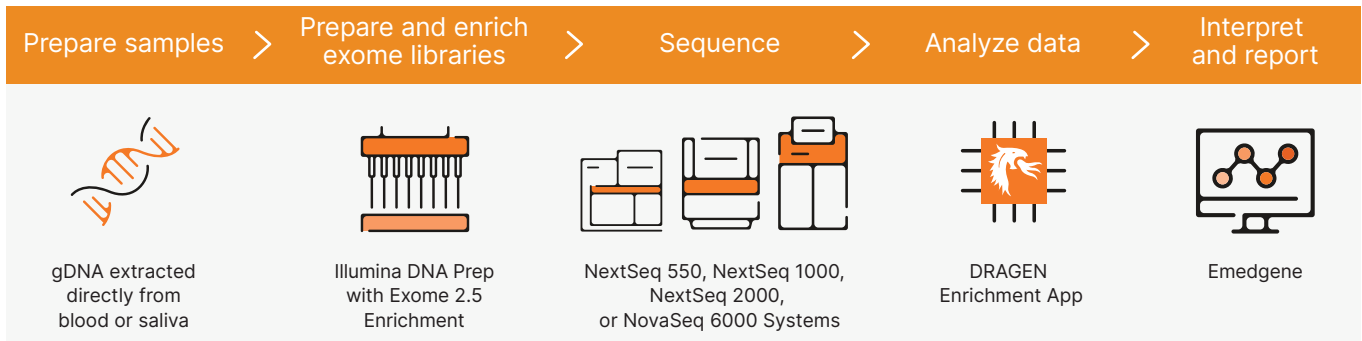 Prepare samples
Prepare and enrich
exome libraries
Sequence
Analyze data
Interpret
and report
gDNA extracted
directly from
blood or saliva
Illumina DNA Prep
with Exome 2.5
Enrichment
NextSeq 550, NextSeq 1000,
NextSeq 2000,
or NovaSeq 6000 Systems
DRAGEN
Enrichment App
Emedgene